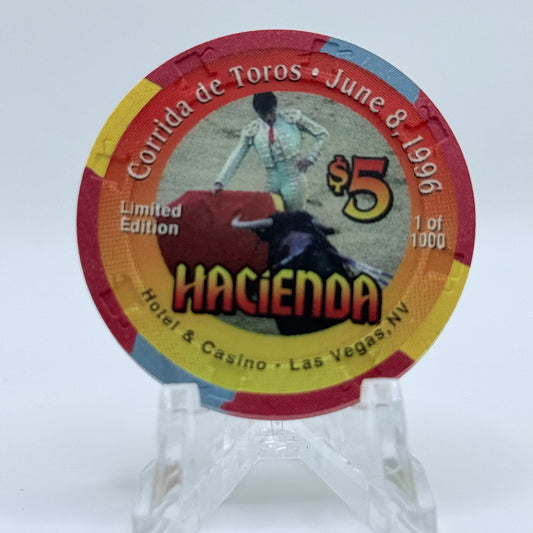 Corrida de Toros · June 8, 1996
$5
Limited
Edition
1 of
1000
HACiENDA
Hotel & Casino · Las Vegas, NV